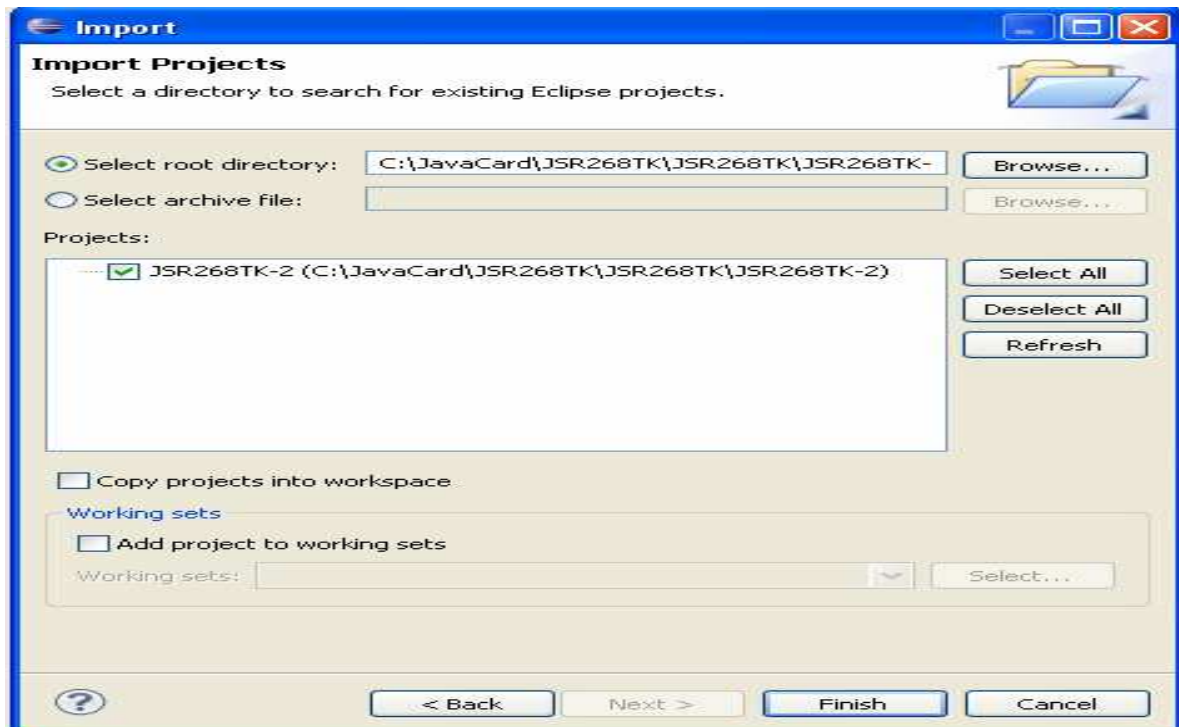 Import
Import Projects
Select a directory to search for existing Eclipse projects.
Select root directory: C:\JavaCard\JSR268TK\JSR268TK\JSR268TK- Browse...
Select archive file: Browse...
Projects:
JSR268TK-2 (C:\JavaCard\JSR268TK\JSR268TK\JSR268TK-2)
Select All
Deselect All
Refresh
Copy projects into workspace
Working sets
Add project to working sets
Working sets: Select...
? < Back Next > Finish Cancel